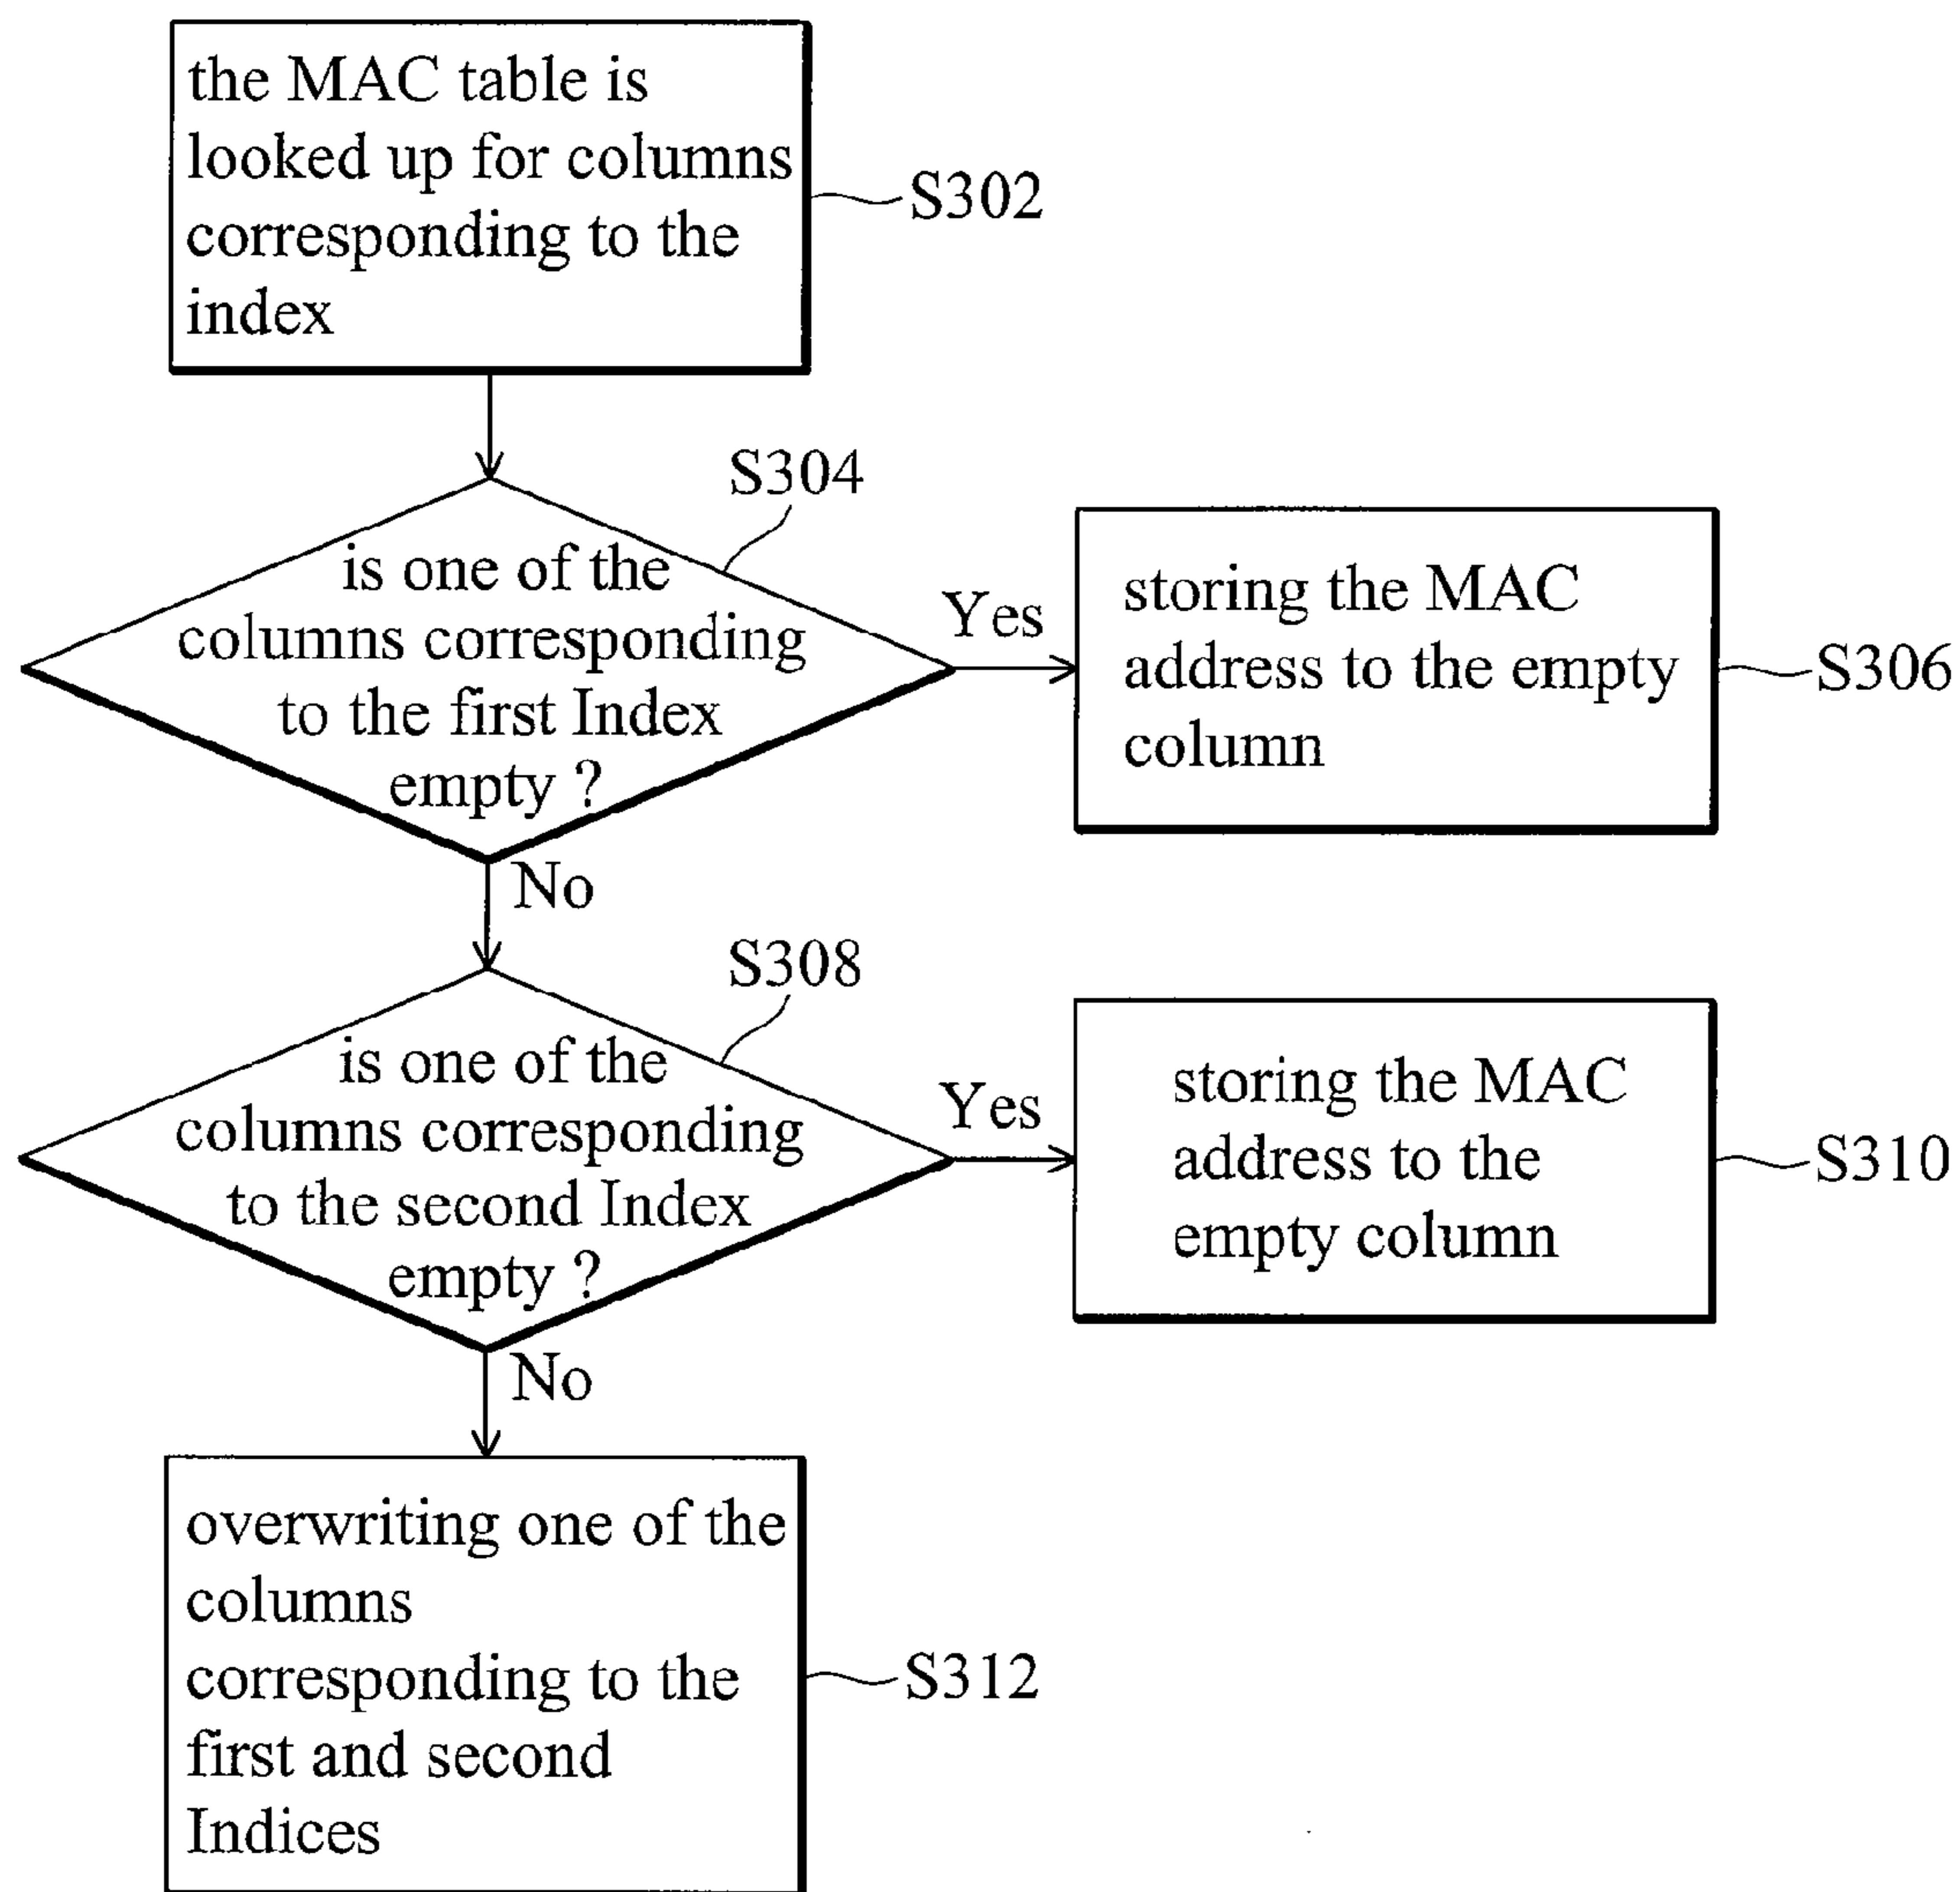 the MAC table is
looked up for columns
corresponding to the
index
S302
S304
is one of the
columns corresponding
to the first Index
empty ?
Yes
storing the MAC
address to the empty
column
S306
No
S308
is one of the
columns corresponding
to the second Index
empty ?
Yes
storing the MAC
address to the
empty column
S310
No
overwriting one of the
columns
corresponding to the
first and second
Indices
S312